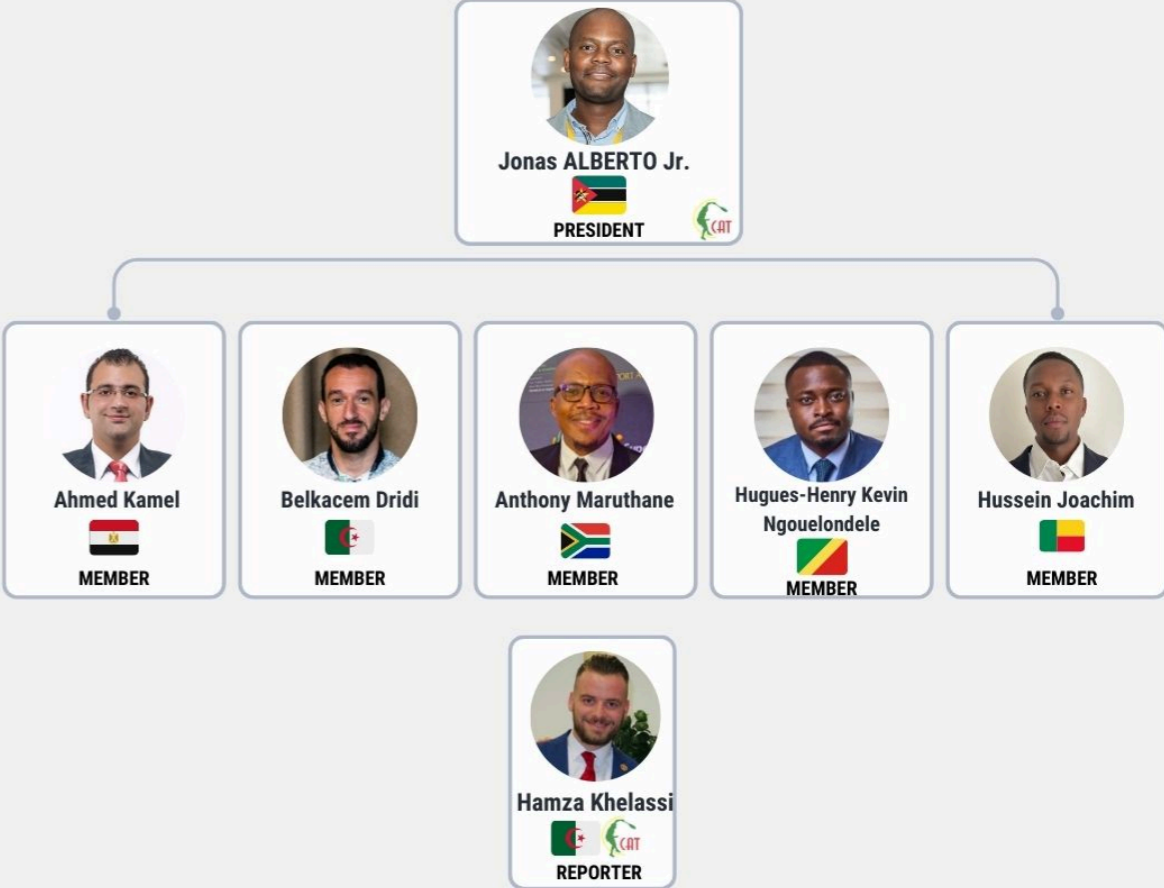 Jonas ALBERTO Jr.
PRESIDENT
CAT
Ahmed Kamel
MEMBER
Belkacem Dridi
MEMBER
Anthony Maruthane
MEMBER
Hugues-Henry Kevin
Ngouelondele
MEMBER
Hussein Joachim
MEMBER
Hamza Khelassi
CAT
REPORTER